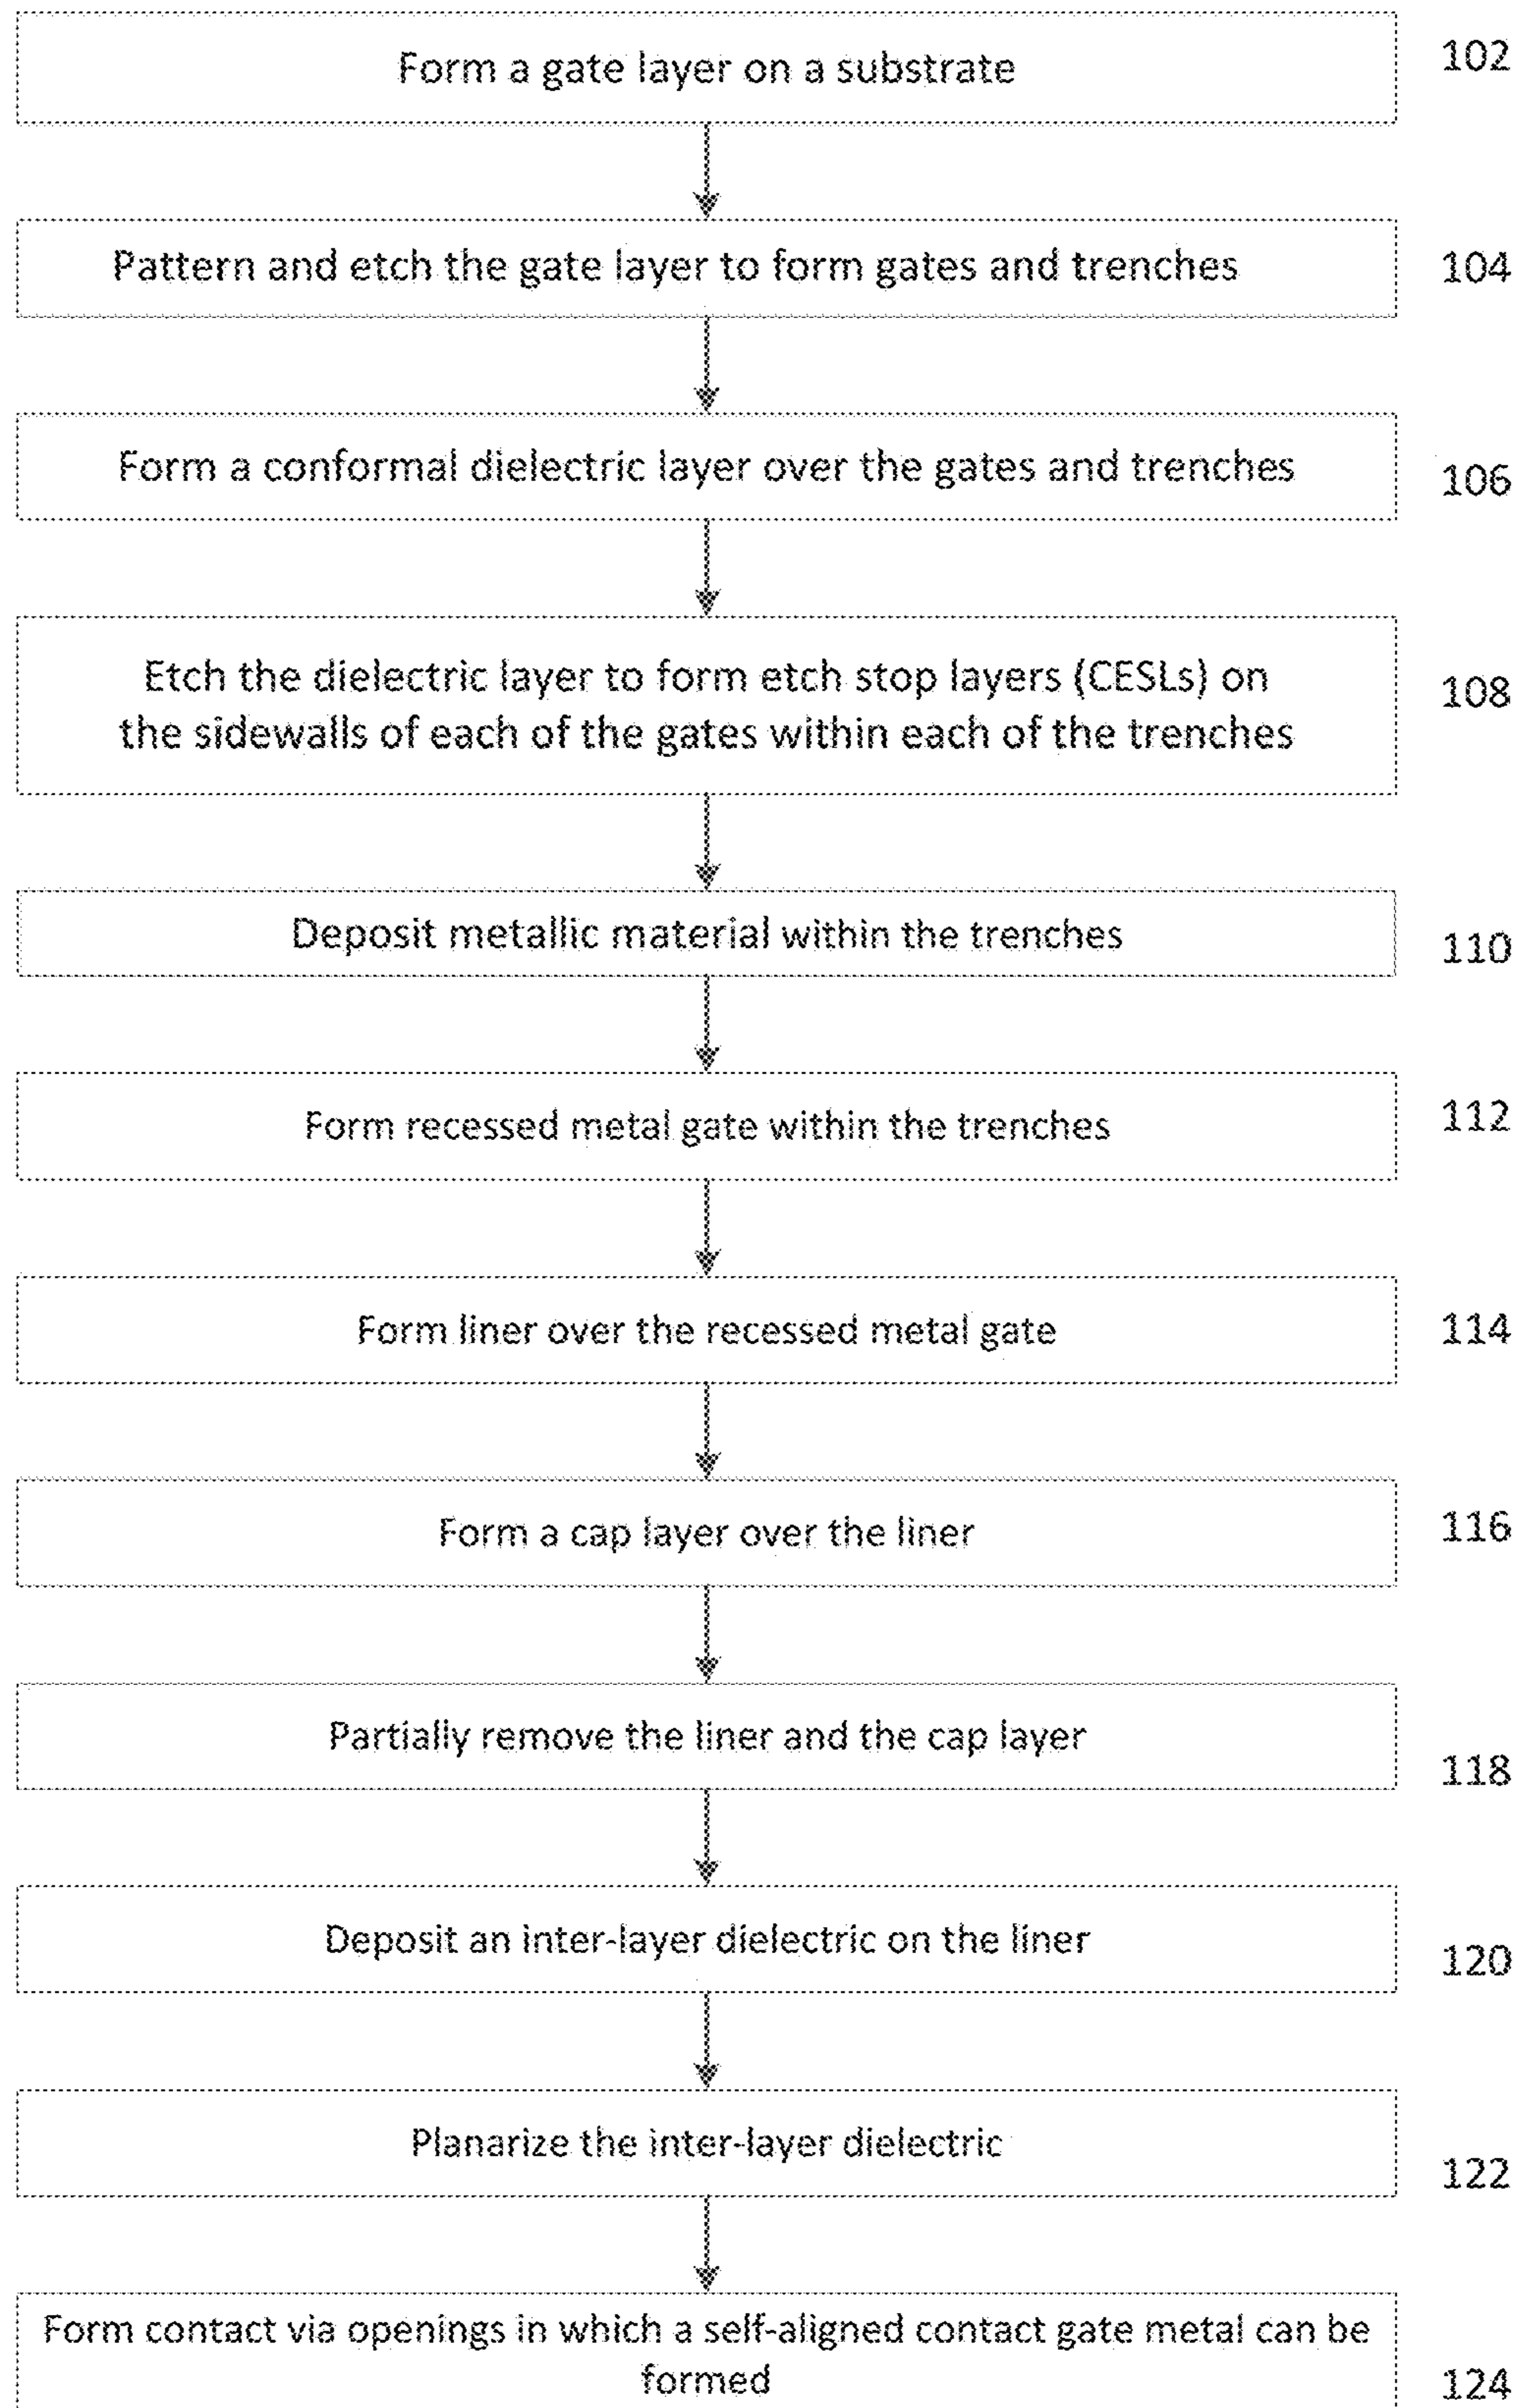 Form a gate layer on a substrate
102
Pattern and etch the gate layer to form gates and trenches
104
Form a conformal dielectric layer over the gates and trenches
106
Etch the dielectric layer to form etch stop layers (CESLs) on
the sidewalls of each of the gates within each of the trenches
108
Deposit metallic material within the trenches
110
Form recessed metal gate within the trenches
112
Form liner over the recessed metal gate
114
Form a cap layer over the liner
116
Partially remove the liner and the cap layer
118
Deposit an inter-layer dielectric on the liner
120
Planarize the inter-layer dielectric
122
Form contact via openings in which a self-aligned contact gate metal can be
formed
124